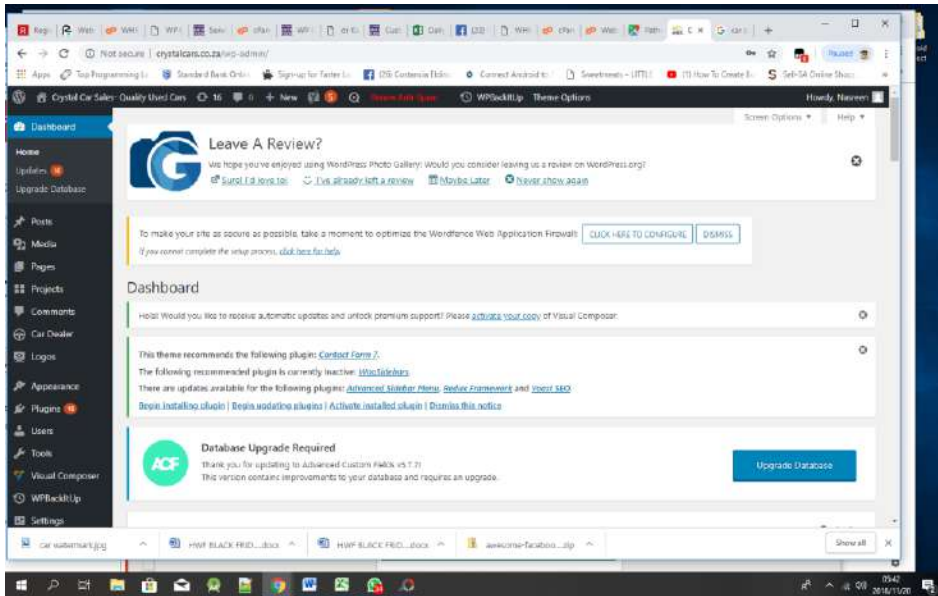 Not secure | crystalcars.co.za/wp-admin/
Paused
Apps
Top Programming
Standard Bank Onlin
Sign-up for Faster
Connect Android to
(1) How To Create
Self-SA Online Shop
Crystal Car Sales- Quality Used Cars
16
0
+ New
WPBackItUp
Theme Options
Howdy, Nasreen
Screen Options
Help
Dashboard
Home
Updates
Upgrade Database
Posts
Media
Pages
Projects
Comments
Car Dealer
Logos
Appearance
Plugins
Users
Tools
Visual Composer
WPBackItUp
Settings
Leave A Review?
We hope you've enjoyed using WordPress Photo Gallery! Would you consider leaving us a review on WordPress.org?
Sure! I'd love to!
I've already left a review
Maybe Later
Never show again
To make your site as secure as possible, take a moment to optimize the Wordfence Web Application Firewall:
CLICK HERE TO CONFIGURE
DISMISS
If you cannot complete the setup process, click here for help.
Dashboard
Hola! Would you like to receive automatic updates and unlock premium support? Please activate your copy of Visual Composer.
This theme recommends the following plugin: Contact Form 7.
The following recommended plugin is currently inactive: WooSidebars.
There are updates available for the following plugins: Advanced Sidebar Menu, Redux Framework and Yoast SEO.
Begin installing plugin | Begin updating plugins | Activate installed plugin | Dismiss this notice
ACF
Database Upgrade Required
Thank you for updating to Advanced Custom Fields v5.7.7!
This version contains improvements to your database and requires an upgrade.
Upgrade Database
car watermark.jpg
HWF BLACK FRID....docx
HWF BLACK FRID....docx
awesome-faceboo....zip
Show all
05:42
2018/11/20